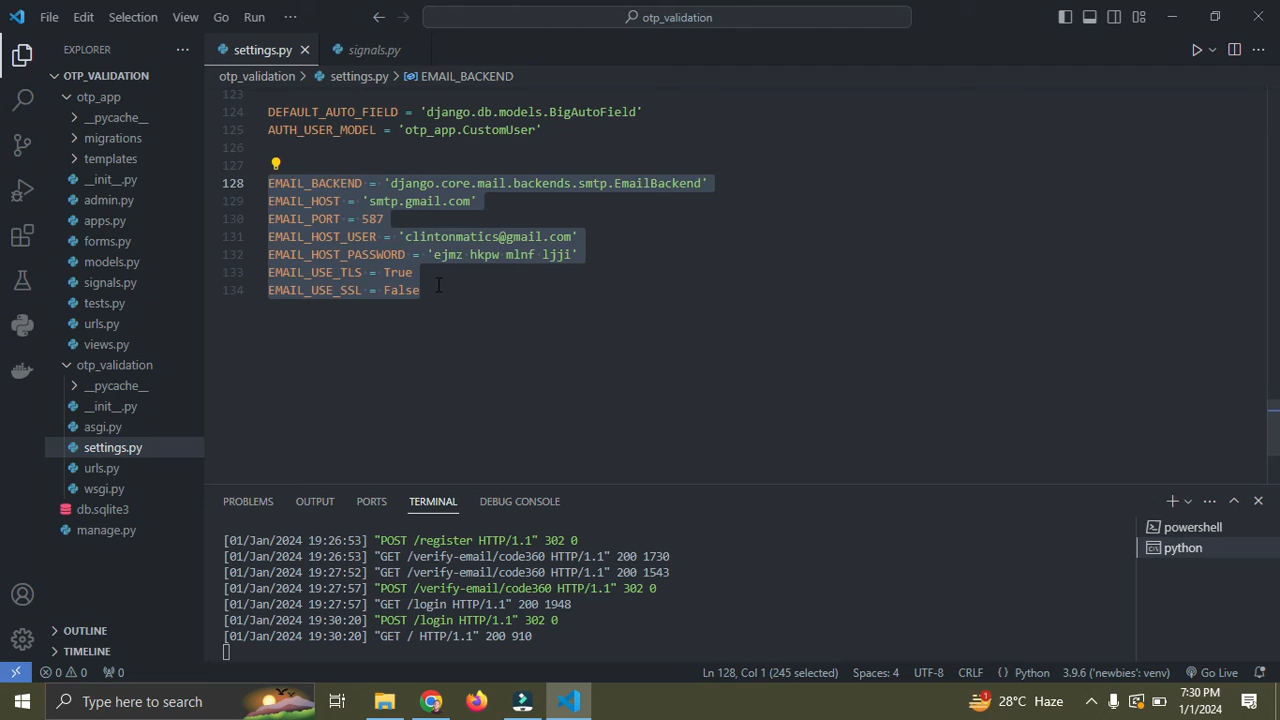 File Edit Selection View Go Run ··· otp_validation
EXPLORER ···
settings.py
signals.py
OTP_VALIDATION
otp_validation > settings.py > EMAIL_BACKEND
otp_app
__pycache__
migrations
templates
__init__.py
admin.py
apps.py
forms.py
models.py
signals.py
tests.py
urls.py
views.py
otp_validation
__pycache__
__init__.py
asgi.py
settings.py
urls.py
wsgi.py
db.sqlite3
manage.py
OUTLINE
TIMELINE
123
124 DEFAULT_AUTO_FIELD = 'django.db.models.BigAutoField'
125 AUTH_USER_MODEL = 'otp_app.CustomUser'
126
127
128 EMAIL_BACKEND = 'django.core.mail.backends.smtp.EmailBackend'
129 EMAIL_HOST = 'smtp.gmail.com'
130 EMAIL_PORT = 587
131 EMAIL_HOST_USER = 'clintonmatics@gmail.com'
132 EMAIL_HOST_PASSWORD = 'ejmz hkpw mlnf ljji'
133 EMAIL_USE_TLS = True
134 EMAIL_USE_SSL = False
PROBLEMS OUTPUT PORTS TERMINAL DEBUG CONSOLE
[01/Jan/2024 19:26:53] "POST /register HTTP/1.1" 302 0
[01/Jan/2024 19:26:53] "GET /verify-email/code360 HTTP/1.1" 200 1730
[01/Jan/2024 19:27:52] "GET /verify-email/code360 HTTP/1.1" 200 1543
[01/Jan/2024 19:27:57] "POST /verify-email/code360 HTTP/1.1" 302 0
[01/Jan/2024 19:27:57] "GET /login HTTP/1.1" 200 1948
[01/Jan/2024 19:30:20] "POST /login HTTP/1.1" 302 0
[01/Jan/2024 19:30:20] "GET / HTTP/1.1" 200 910
powershell
python
0 0 0 Ln 128, Col 1 (245 selected) Spaces: 4 UTF-8 CRLF Python 3.9.6 ('newbies': venv) Go Live
Type here to search
1 28°C Haze
7:30 PM
1/1/2024